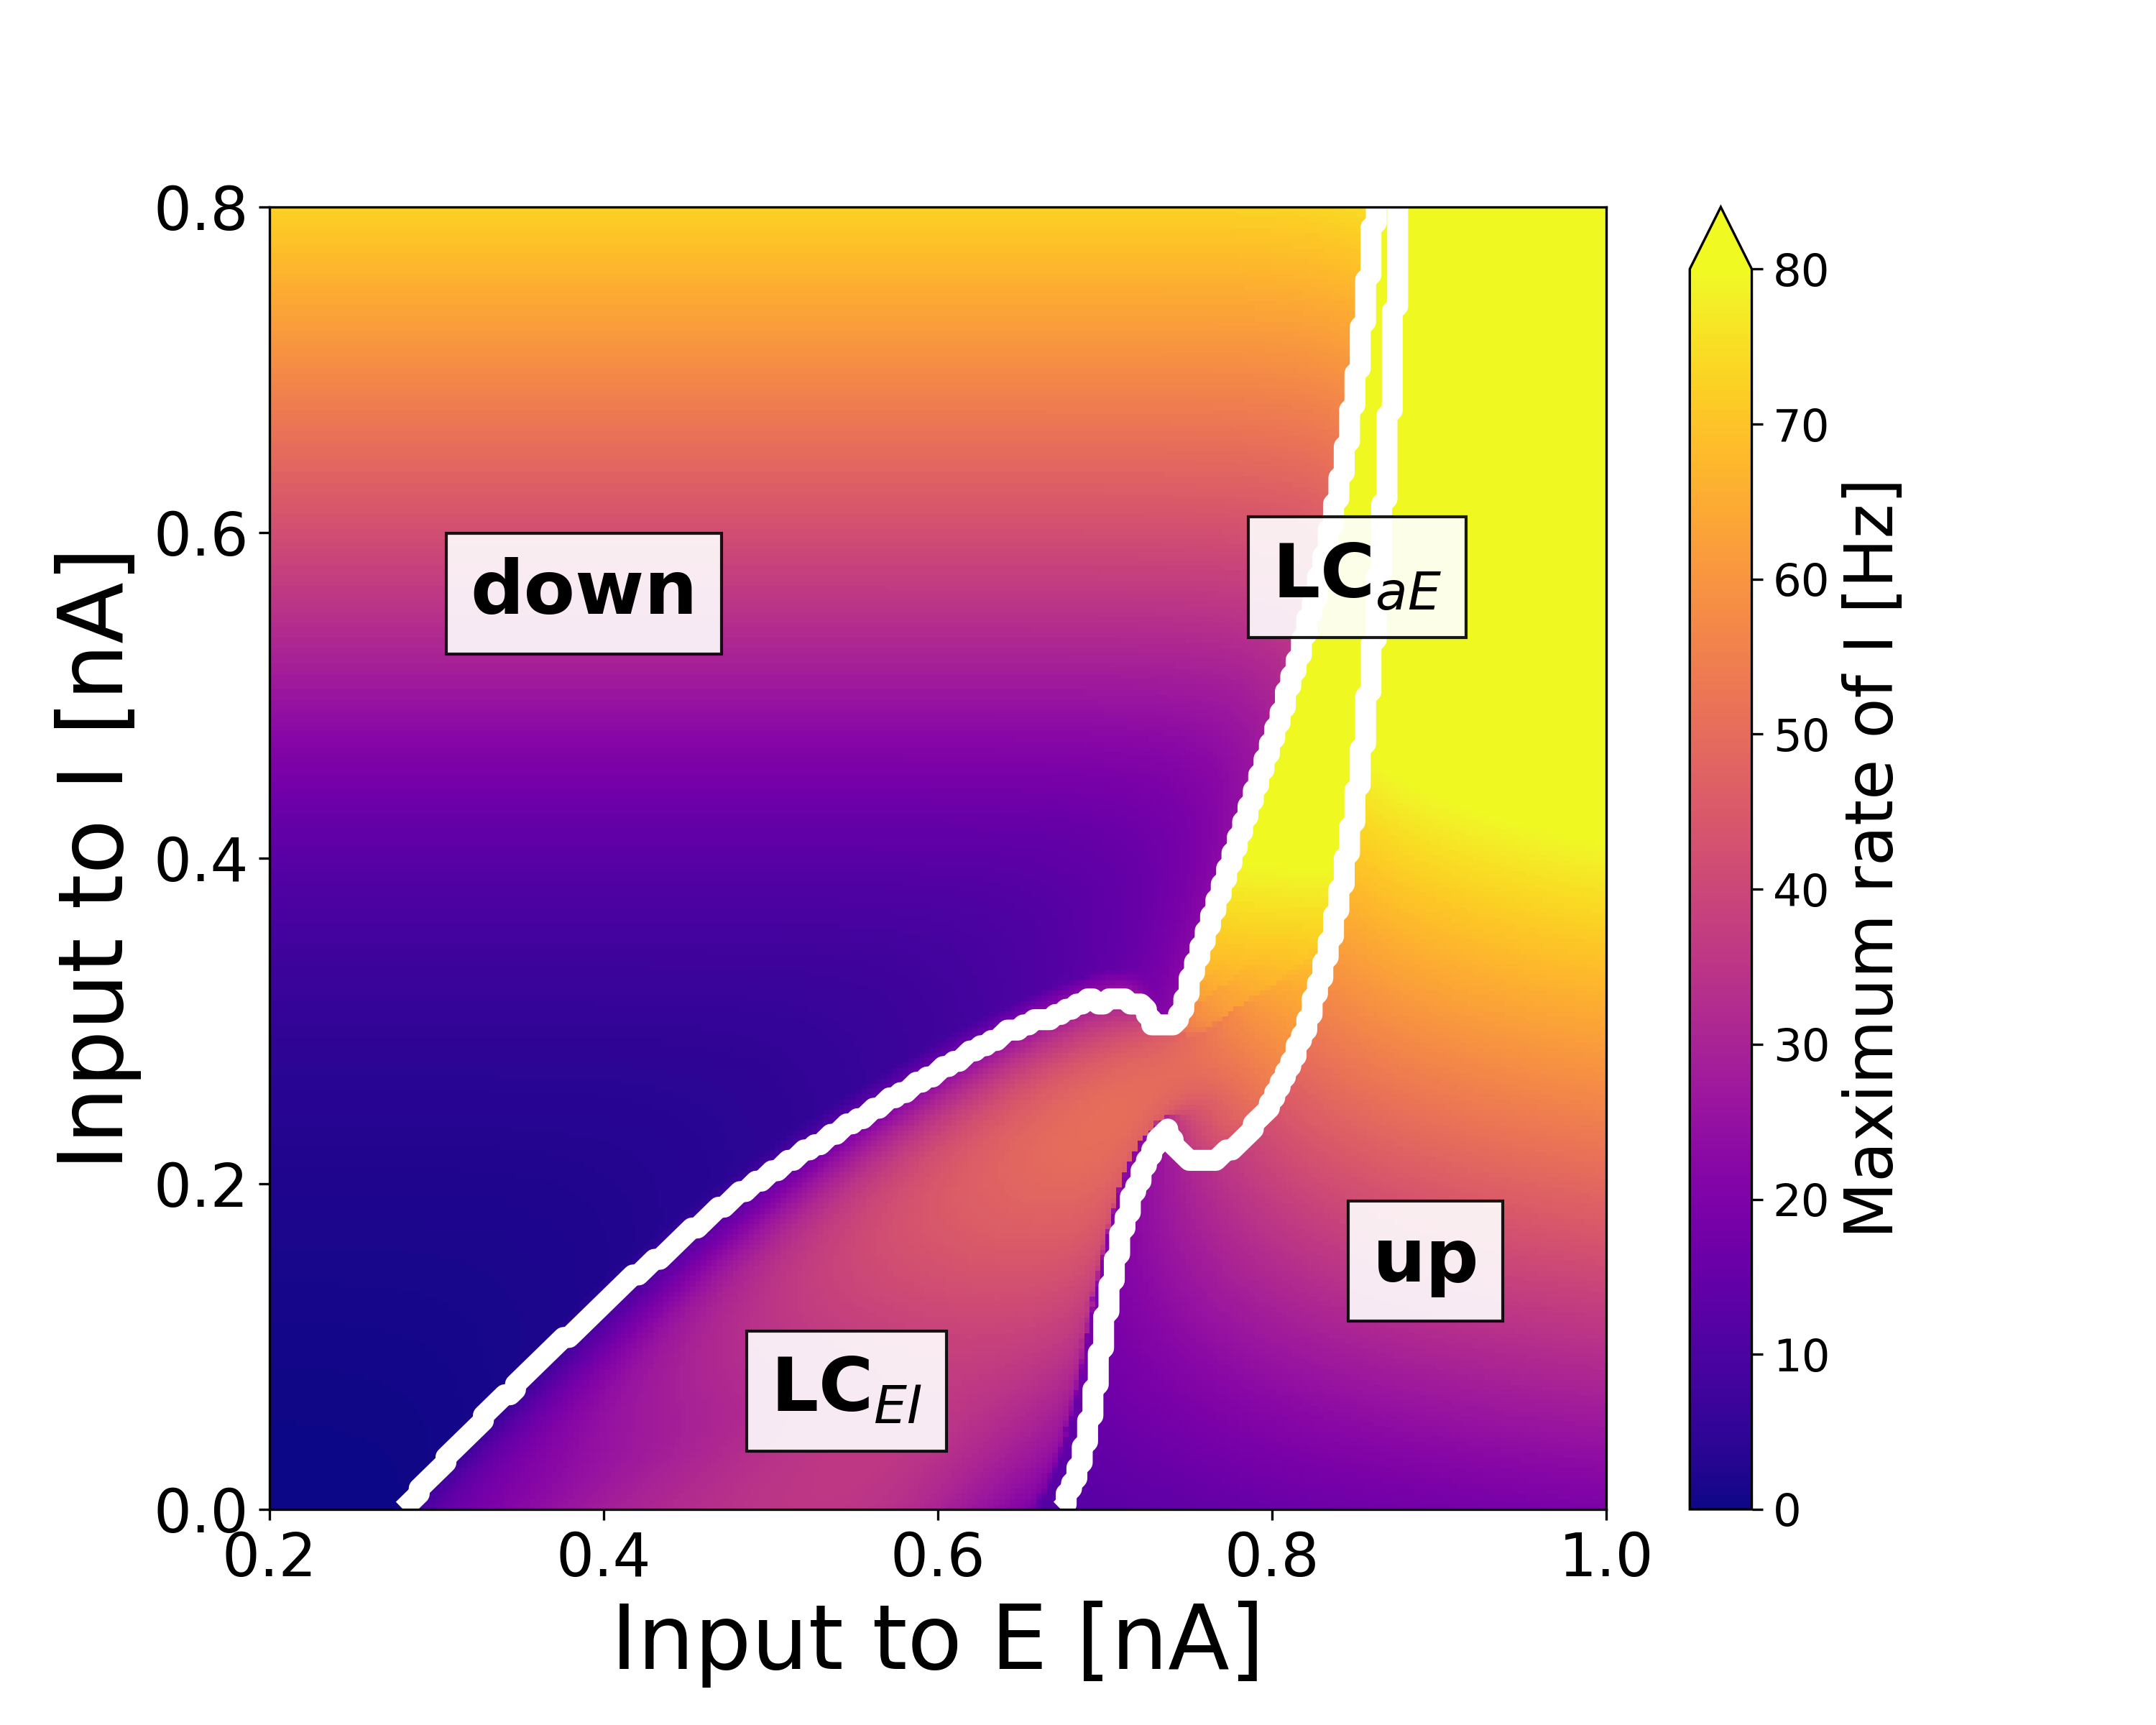 0.8
0.6
0.4
0.2
0.0
Input to I [nA]
down
LC_aE
up
LC_EI
0.2 0.4 0.6 0.8 1.0
Input to E [nA]
80
70
60
50
40
30
20
10
0
Maximum rate of I [Hz]